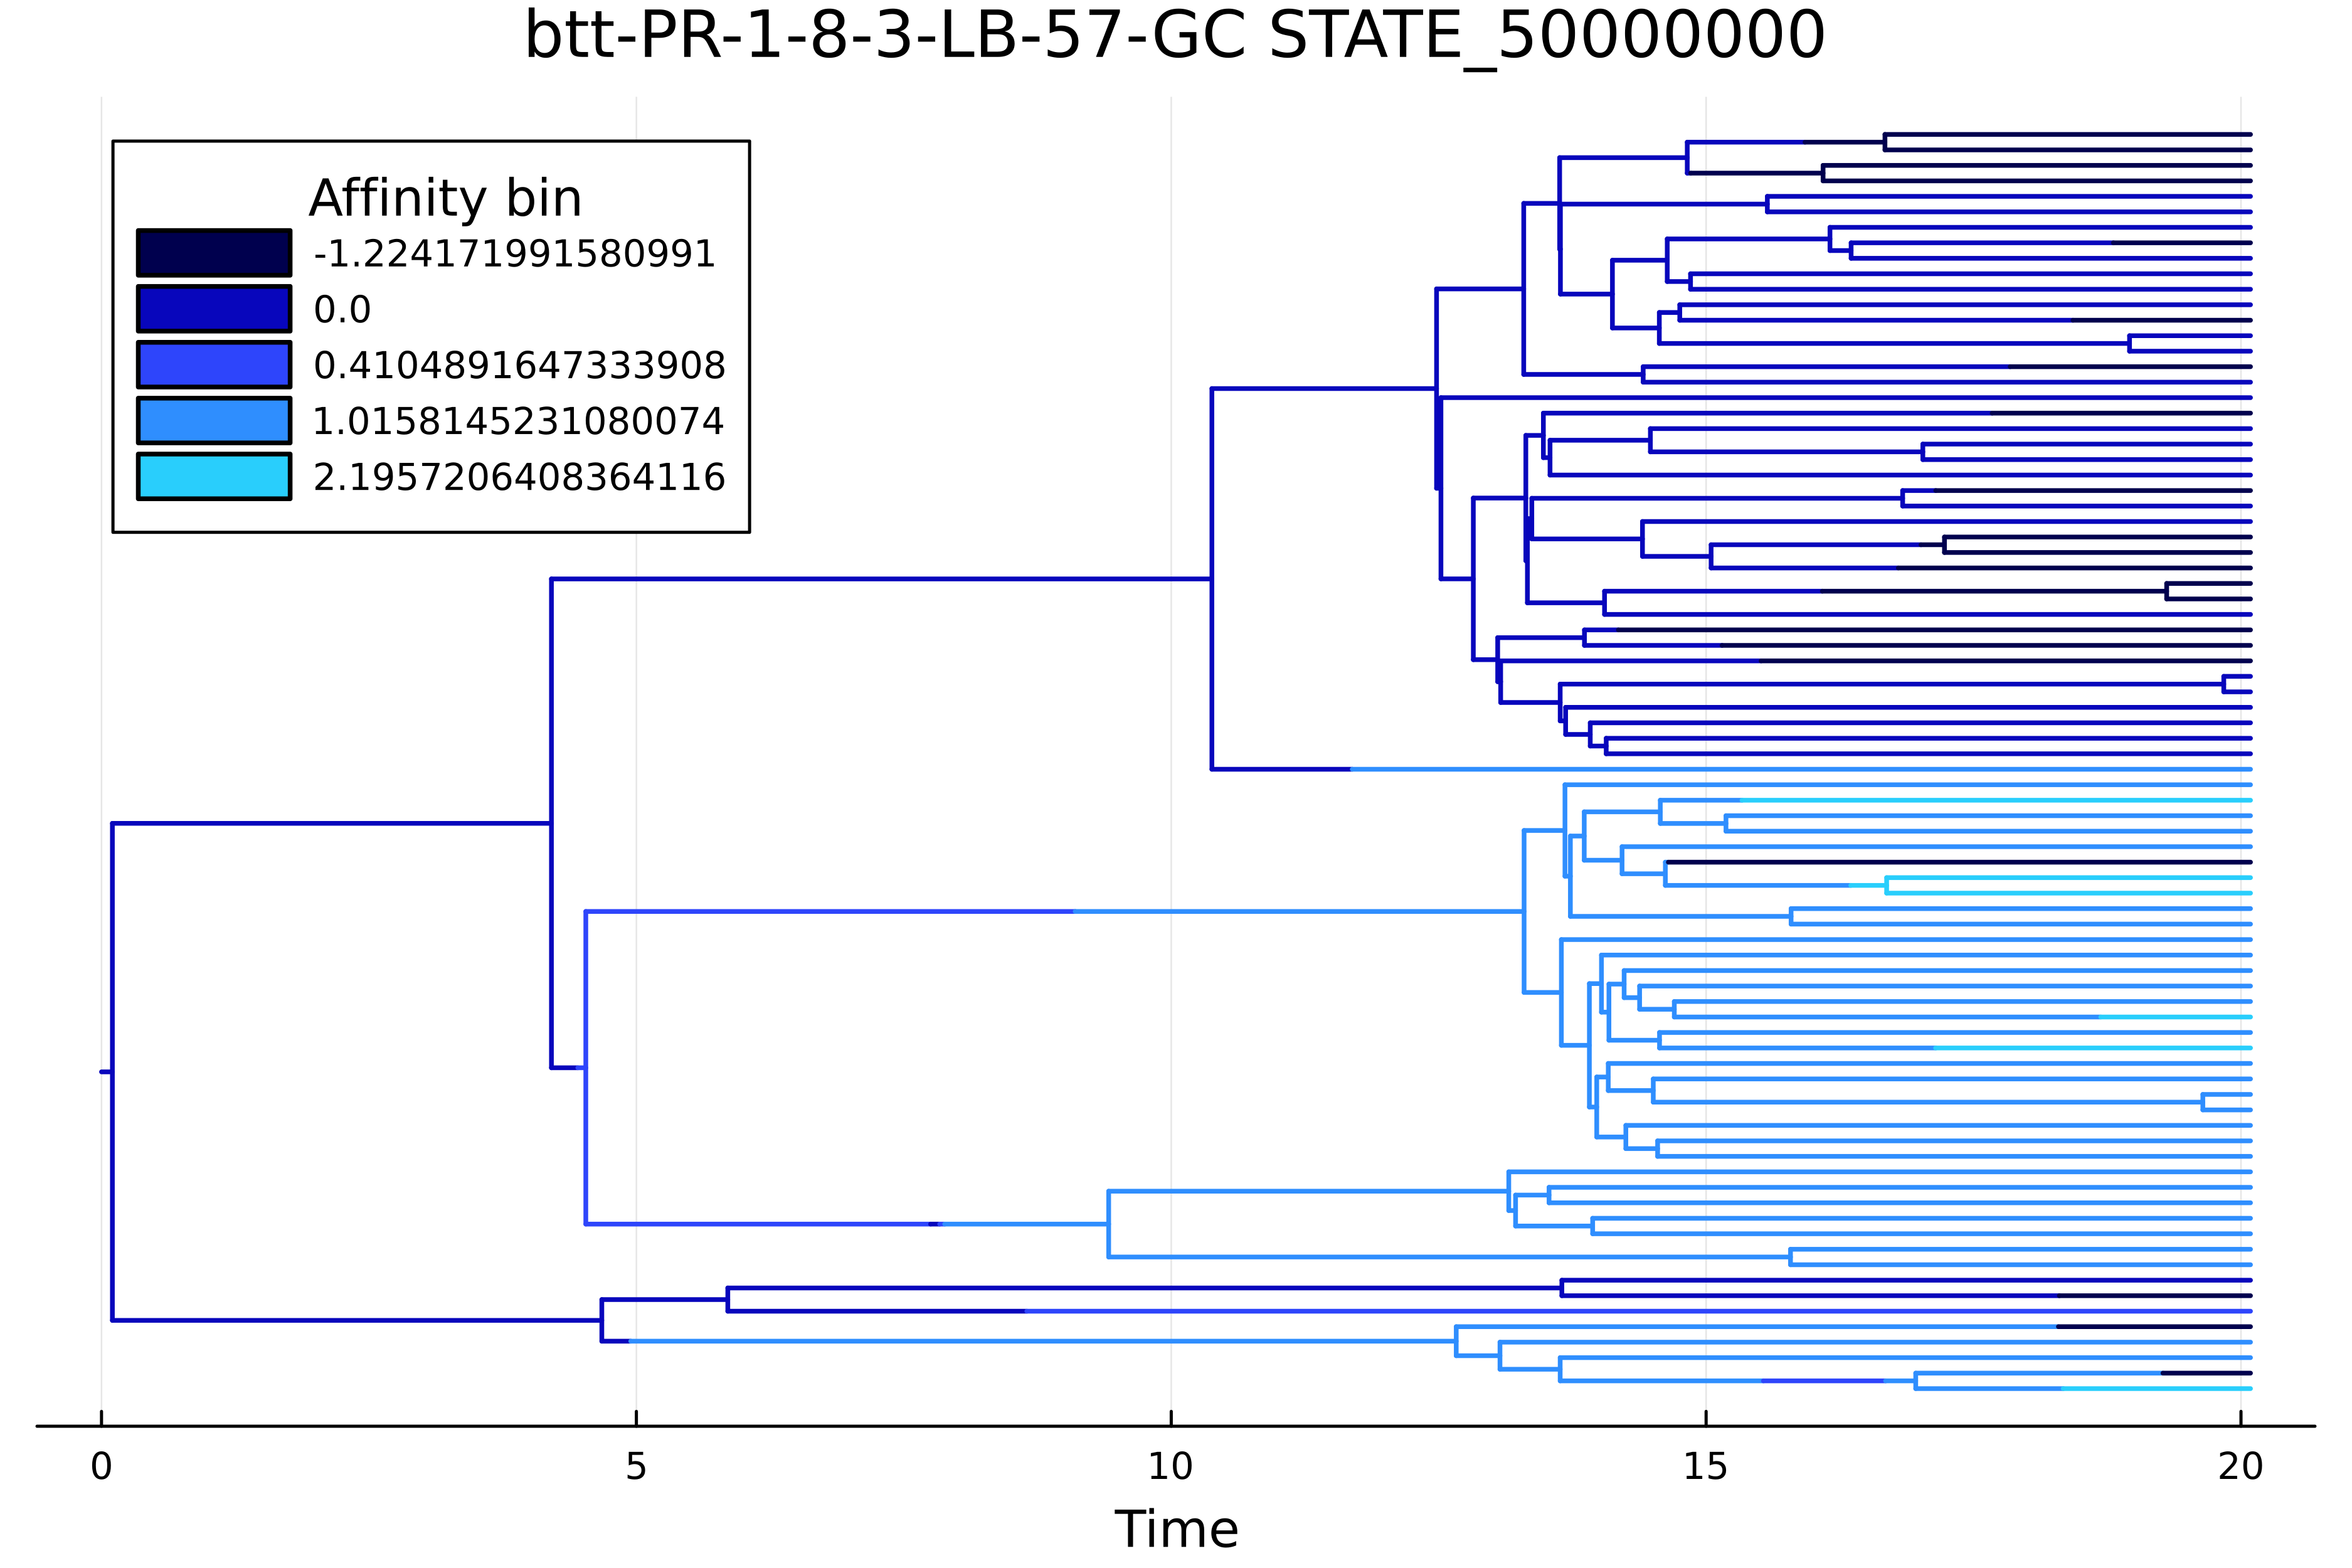 btt-PR-1-8-3-LB-57-GC STATE_50000000
Affinity bin
-1.224171991580991
0.0
0.4104891647333908
1.0158145231080074
2.1957206408364116
0 5 10 15 20
Time